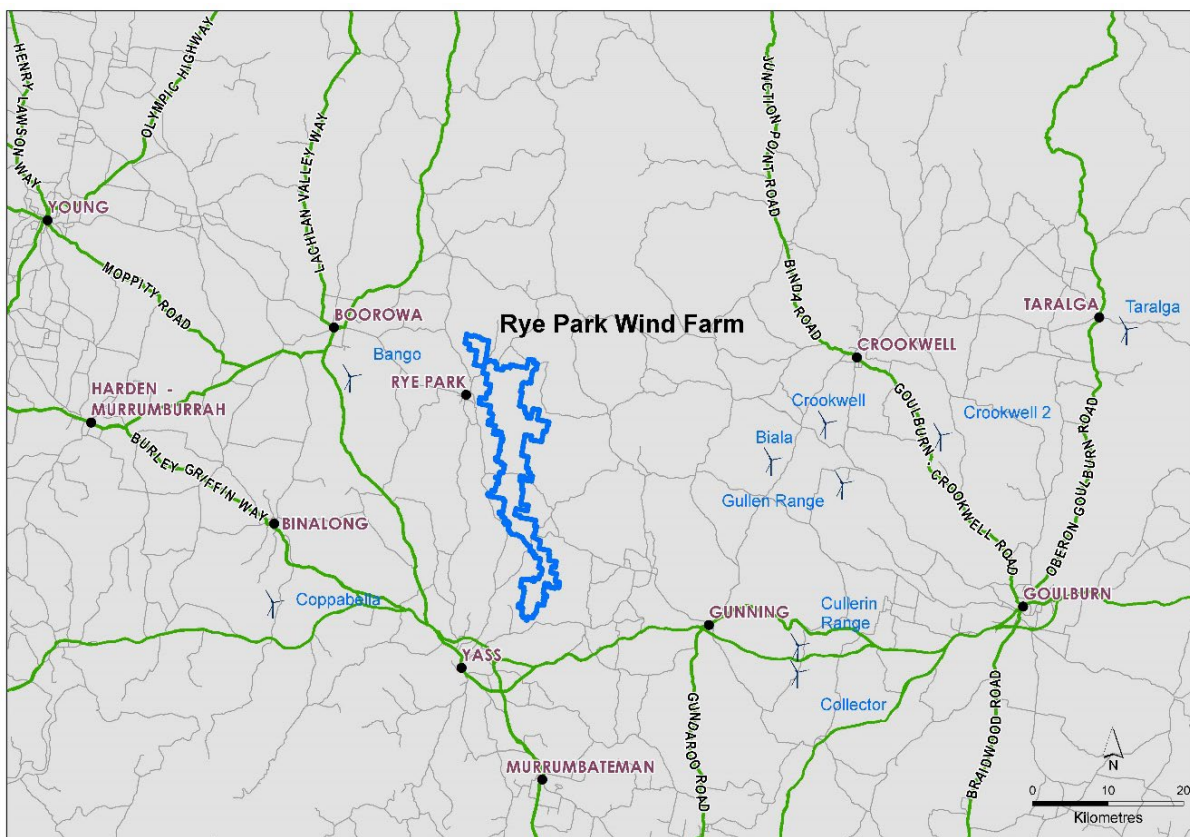 HENRY LAWSON WAY
OLYMPIC HIGHWAY
LACHLAN VALLEY WAY
JUNCTION POINT ROAD
YOUNG
MOPPITY ROAD
BINDA ROAD
BOOROWA
Rye Park Wind Farm
TARALGA
Taralga
Bango
CROOKWELL
RYE PARK
HARDEN -
MURRUMBURRAH
Crookwell
Crookwell 2
GOULBURN - CROOKWELL ROAD
OBERON GOULBURN ROAD
BURLEY GRIFFIN WAY
Biala
Gullen Range
BINALONG
Coppabella
GUNNING
Cullerin
Range
GOULBURN
YASS
GUNDAROO ROAD
Collector
BRAIDWOOD ROAD
MURRUMBATEMAN
N
0 10 20
Kilometres